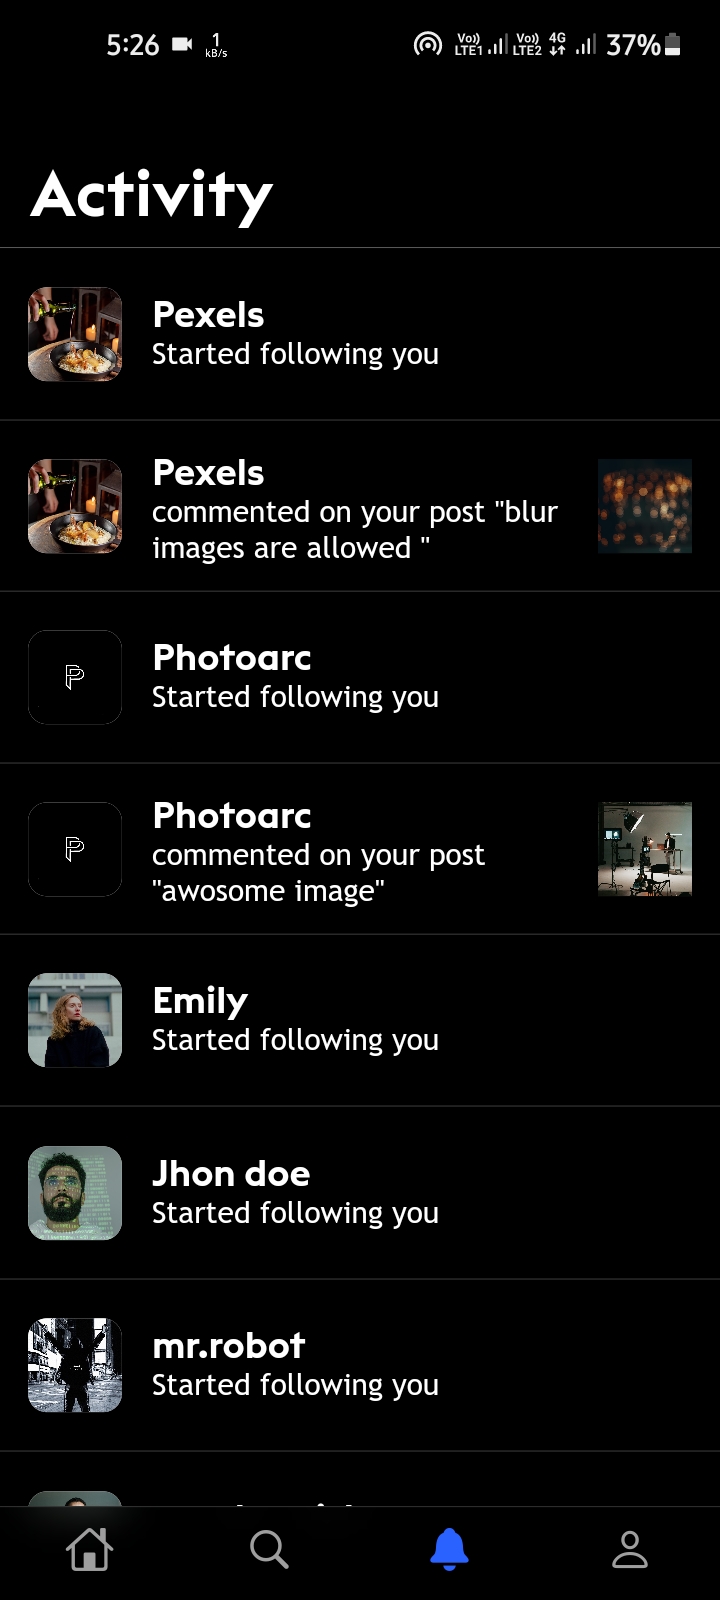 5:26 1 kB/s Vo)) LTE1 Vo)) LTE2 4G 37%
Activity
Pexels
Started following you
Pexels
commented on your post "blur
images are allowed "
Photoarc
Started following you
Photoarc
commented on your post
"awosome image"
Emily
Started following you
Jhon doe
Started following you
mr.robot
Started following you